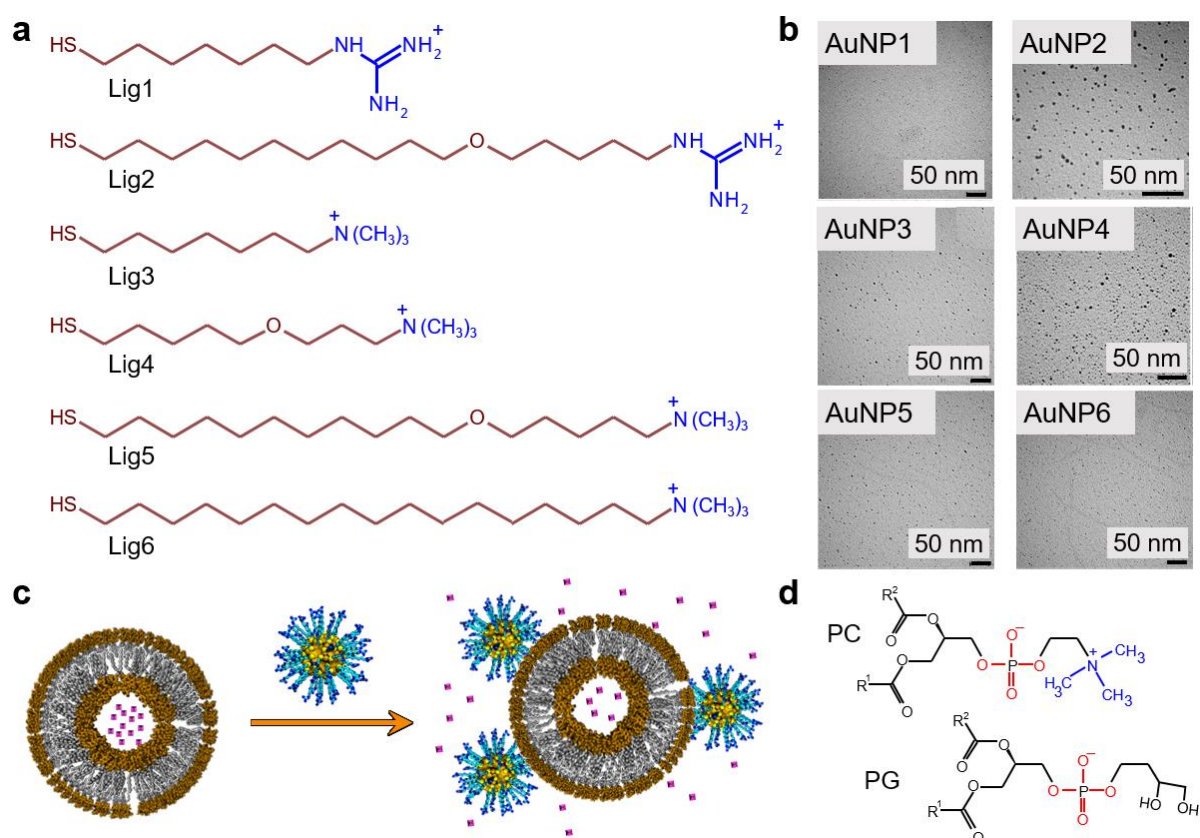 a
HS
NH
NH2
+
NH2
Lig1
HS
O
NH
NH2
+
NH2
Lig2
HS
+
N(CH3)3
Lig3
HS
O
+
N(CH3)3
Lig4
HS
O
+
N(CH3)3
Lig5
HS
+
N(CH3)3
Lig6
b
AuNP1
50 nm
AuNP2
50 nm
AuNP3
50 nm
AuNP4
50 nm
AuNP5
50 nm
AuNP6
50 nm
c
d
PC
R2
O
O
O
R1
O
O
P
O−
O
O
N+
CH3
H3C
CH3
PG
R2
O
O
O
R1
O
O
P
O−
O
O
HO
OH